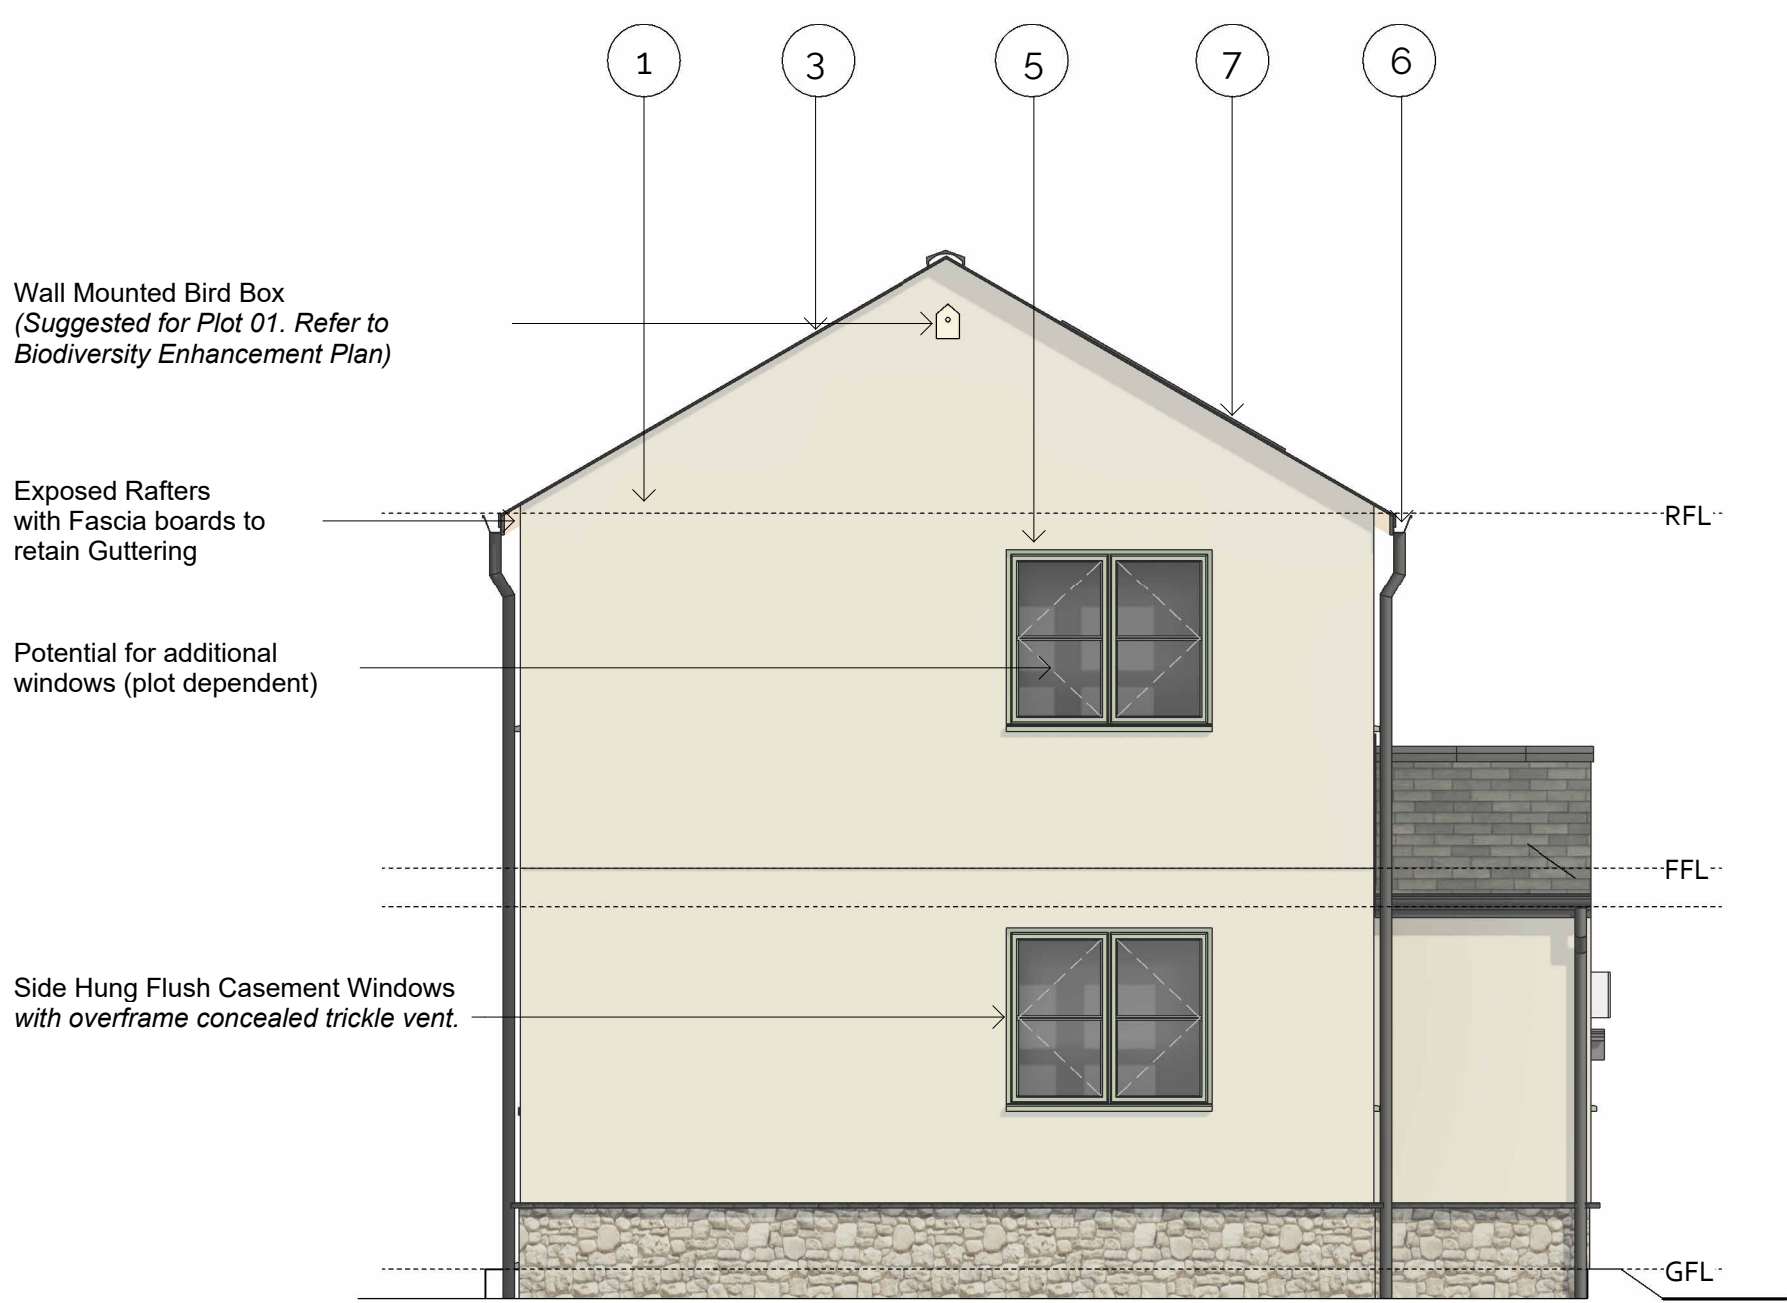 1 3 5 7 6
Wall Mounted Bird Box
(Suggested for Plot 01. Refer to
Biodiversity Enhancement Plan)
Exposed Rafters
with Fascia boards to
retain Guttering
RFL
Potential for additional
windows (plot dependent)
FFL
Side Hung Flush Casement Windows
with overframe concealed trickle vent.
GFL